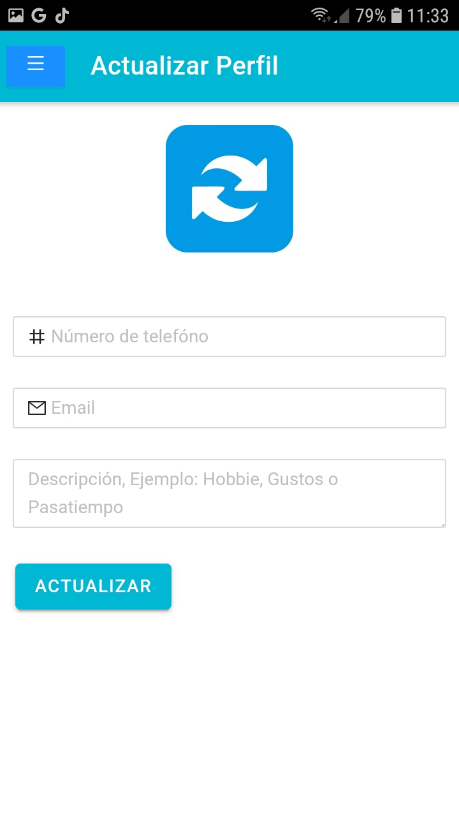 79% 11:33
Actualizar Perfil
Número de telefóno
Email
Descripción, Ejemplo: Hobbie, Gustos o
Pasatiempo
ACTUALIZAR